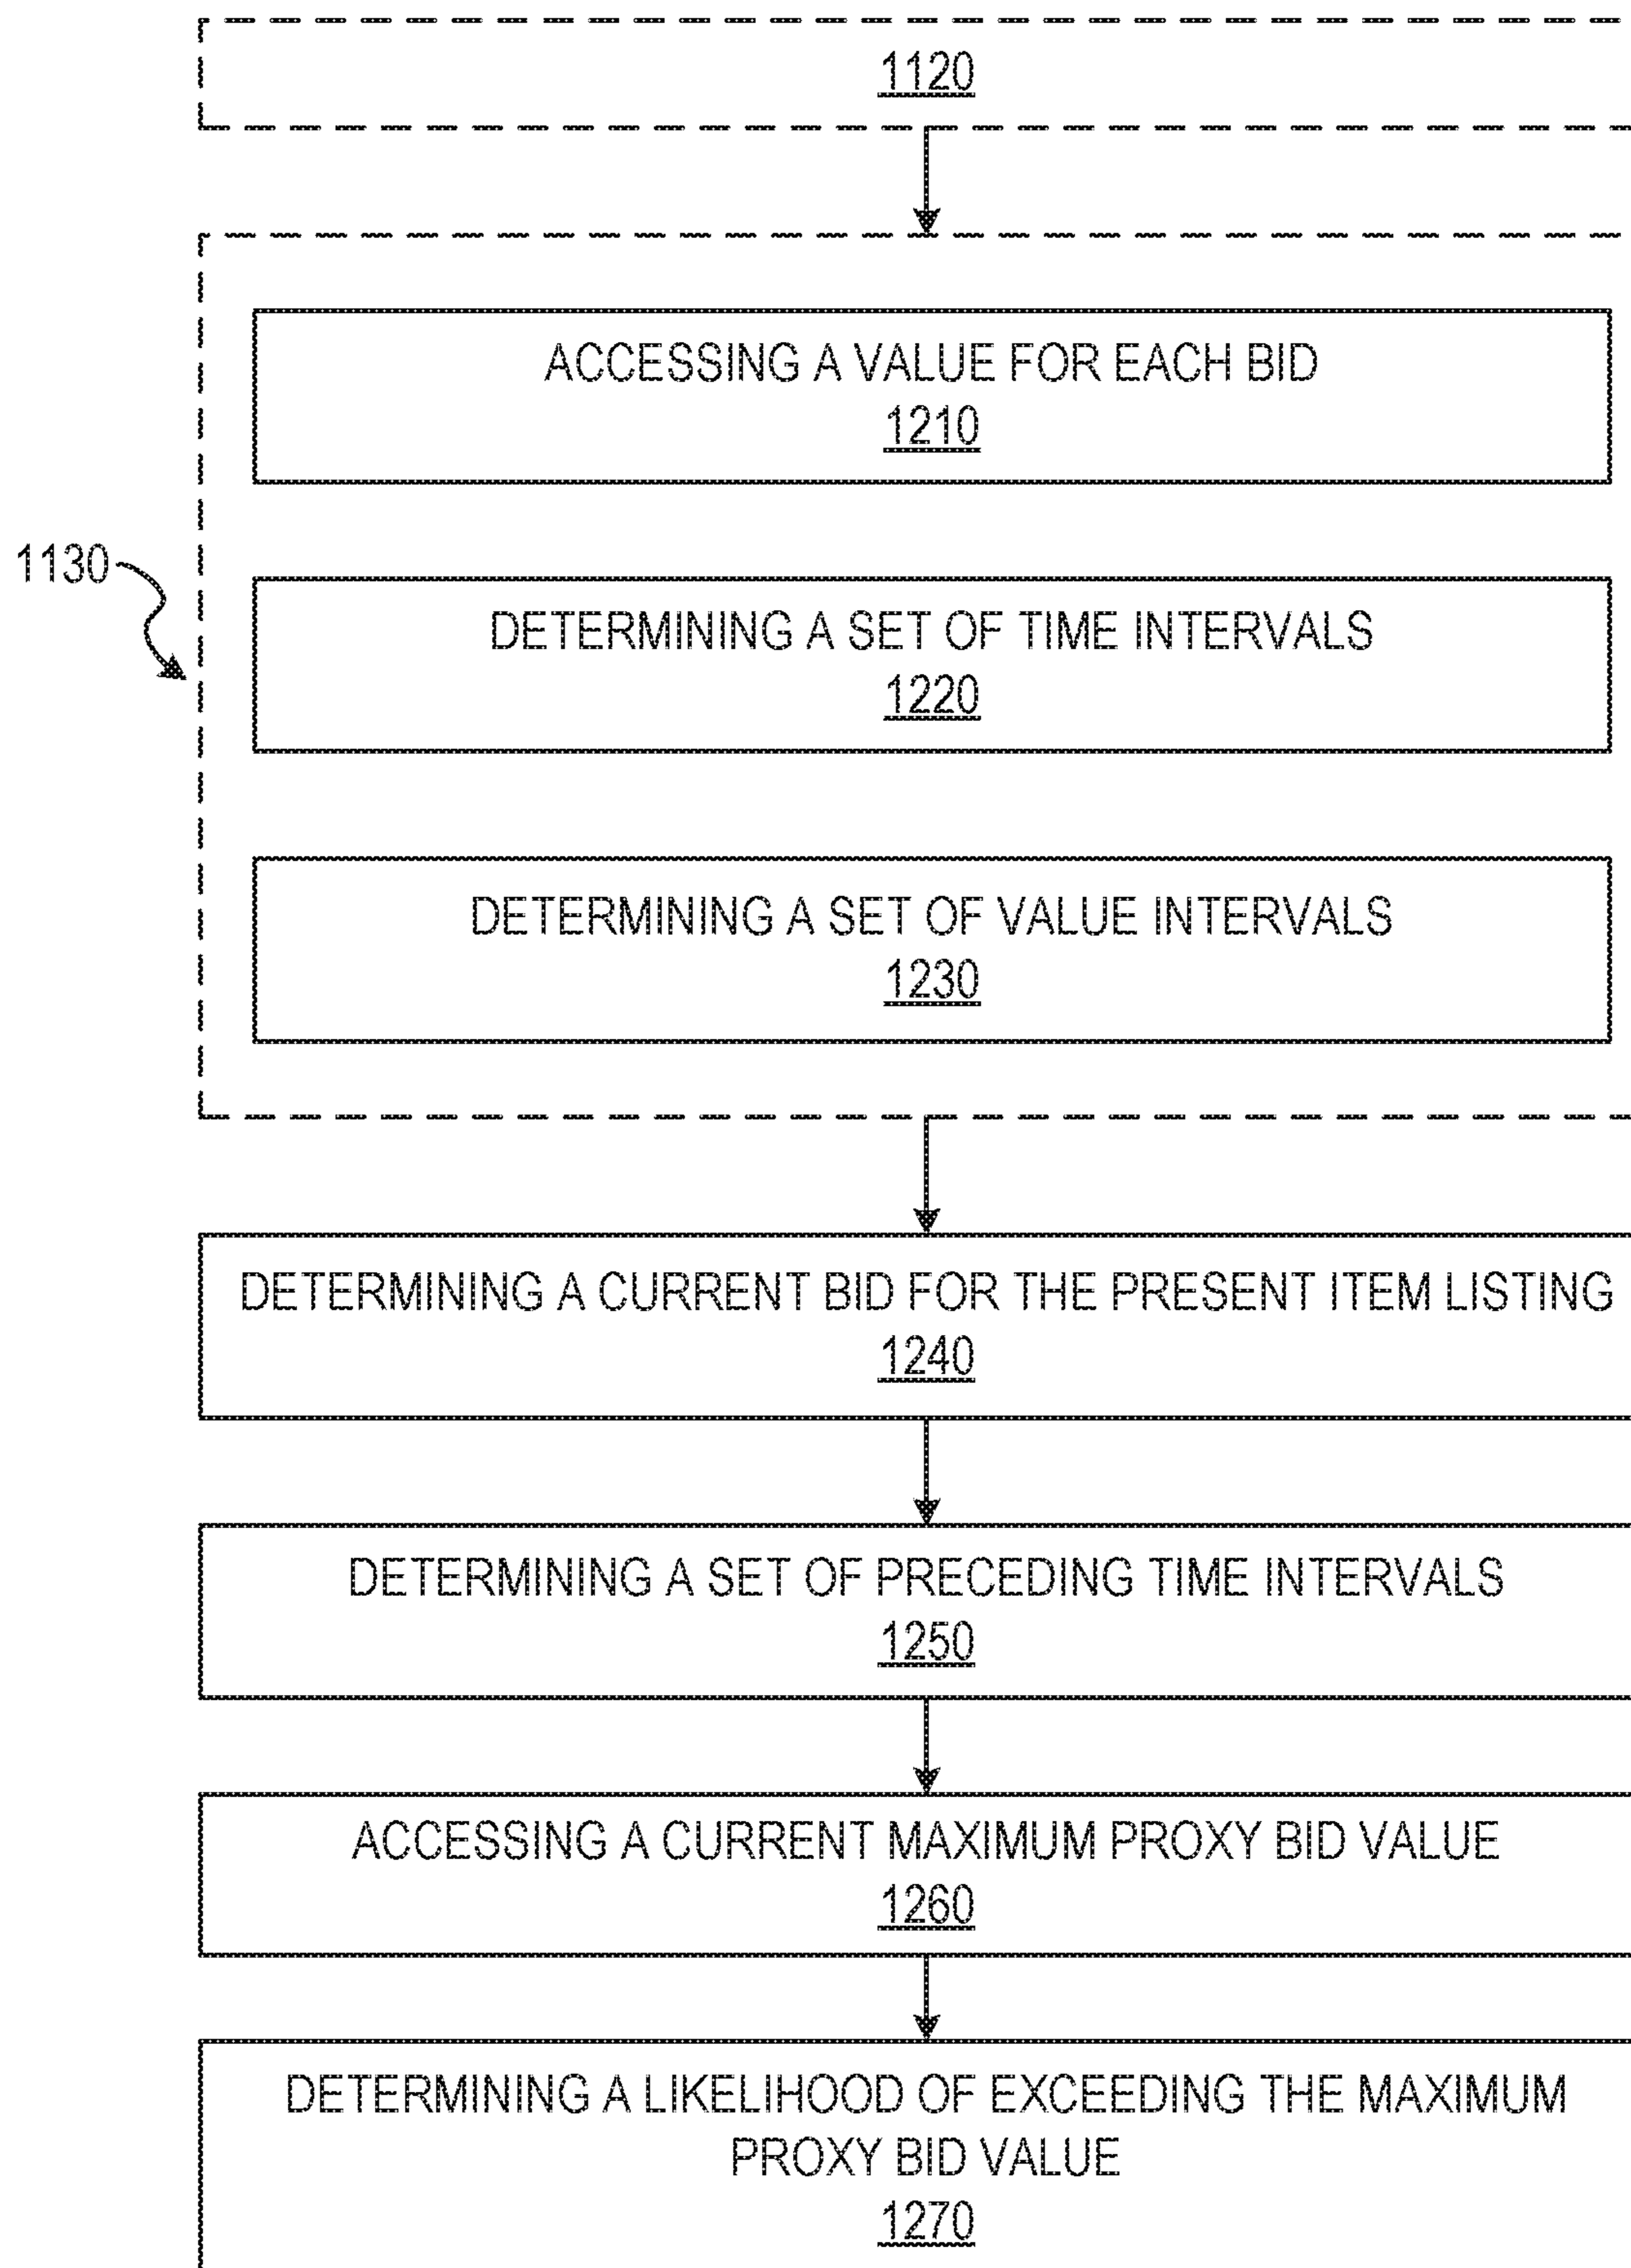 1120
ACCESSING A VALUE FOR EACH BID
1210
1130
DETERMINING A SET OF TIME INTERVALS
1220
DETERMINING A SET OF VALUE INTERVALS
1230
DETERMINING A CURRENT BID FOR THE PRESENT ITEM LISTING
1240
DETERMINING A SET OF PRECEDING TIME INTERVALS
1250
ACCESSING A CURRENT MAXIMUM PROXY BID VALUE
1260
DETERMINING A LIKELIHOOD OF EXCEEDING THE MAXIMUM
PROXY BID VALUE
1270